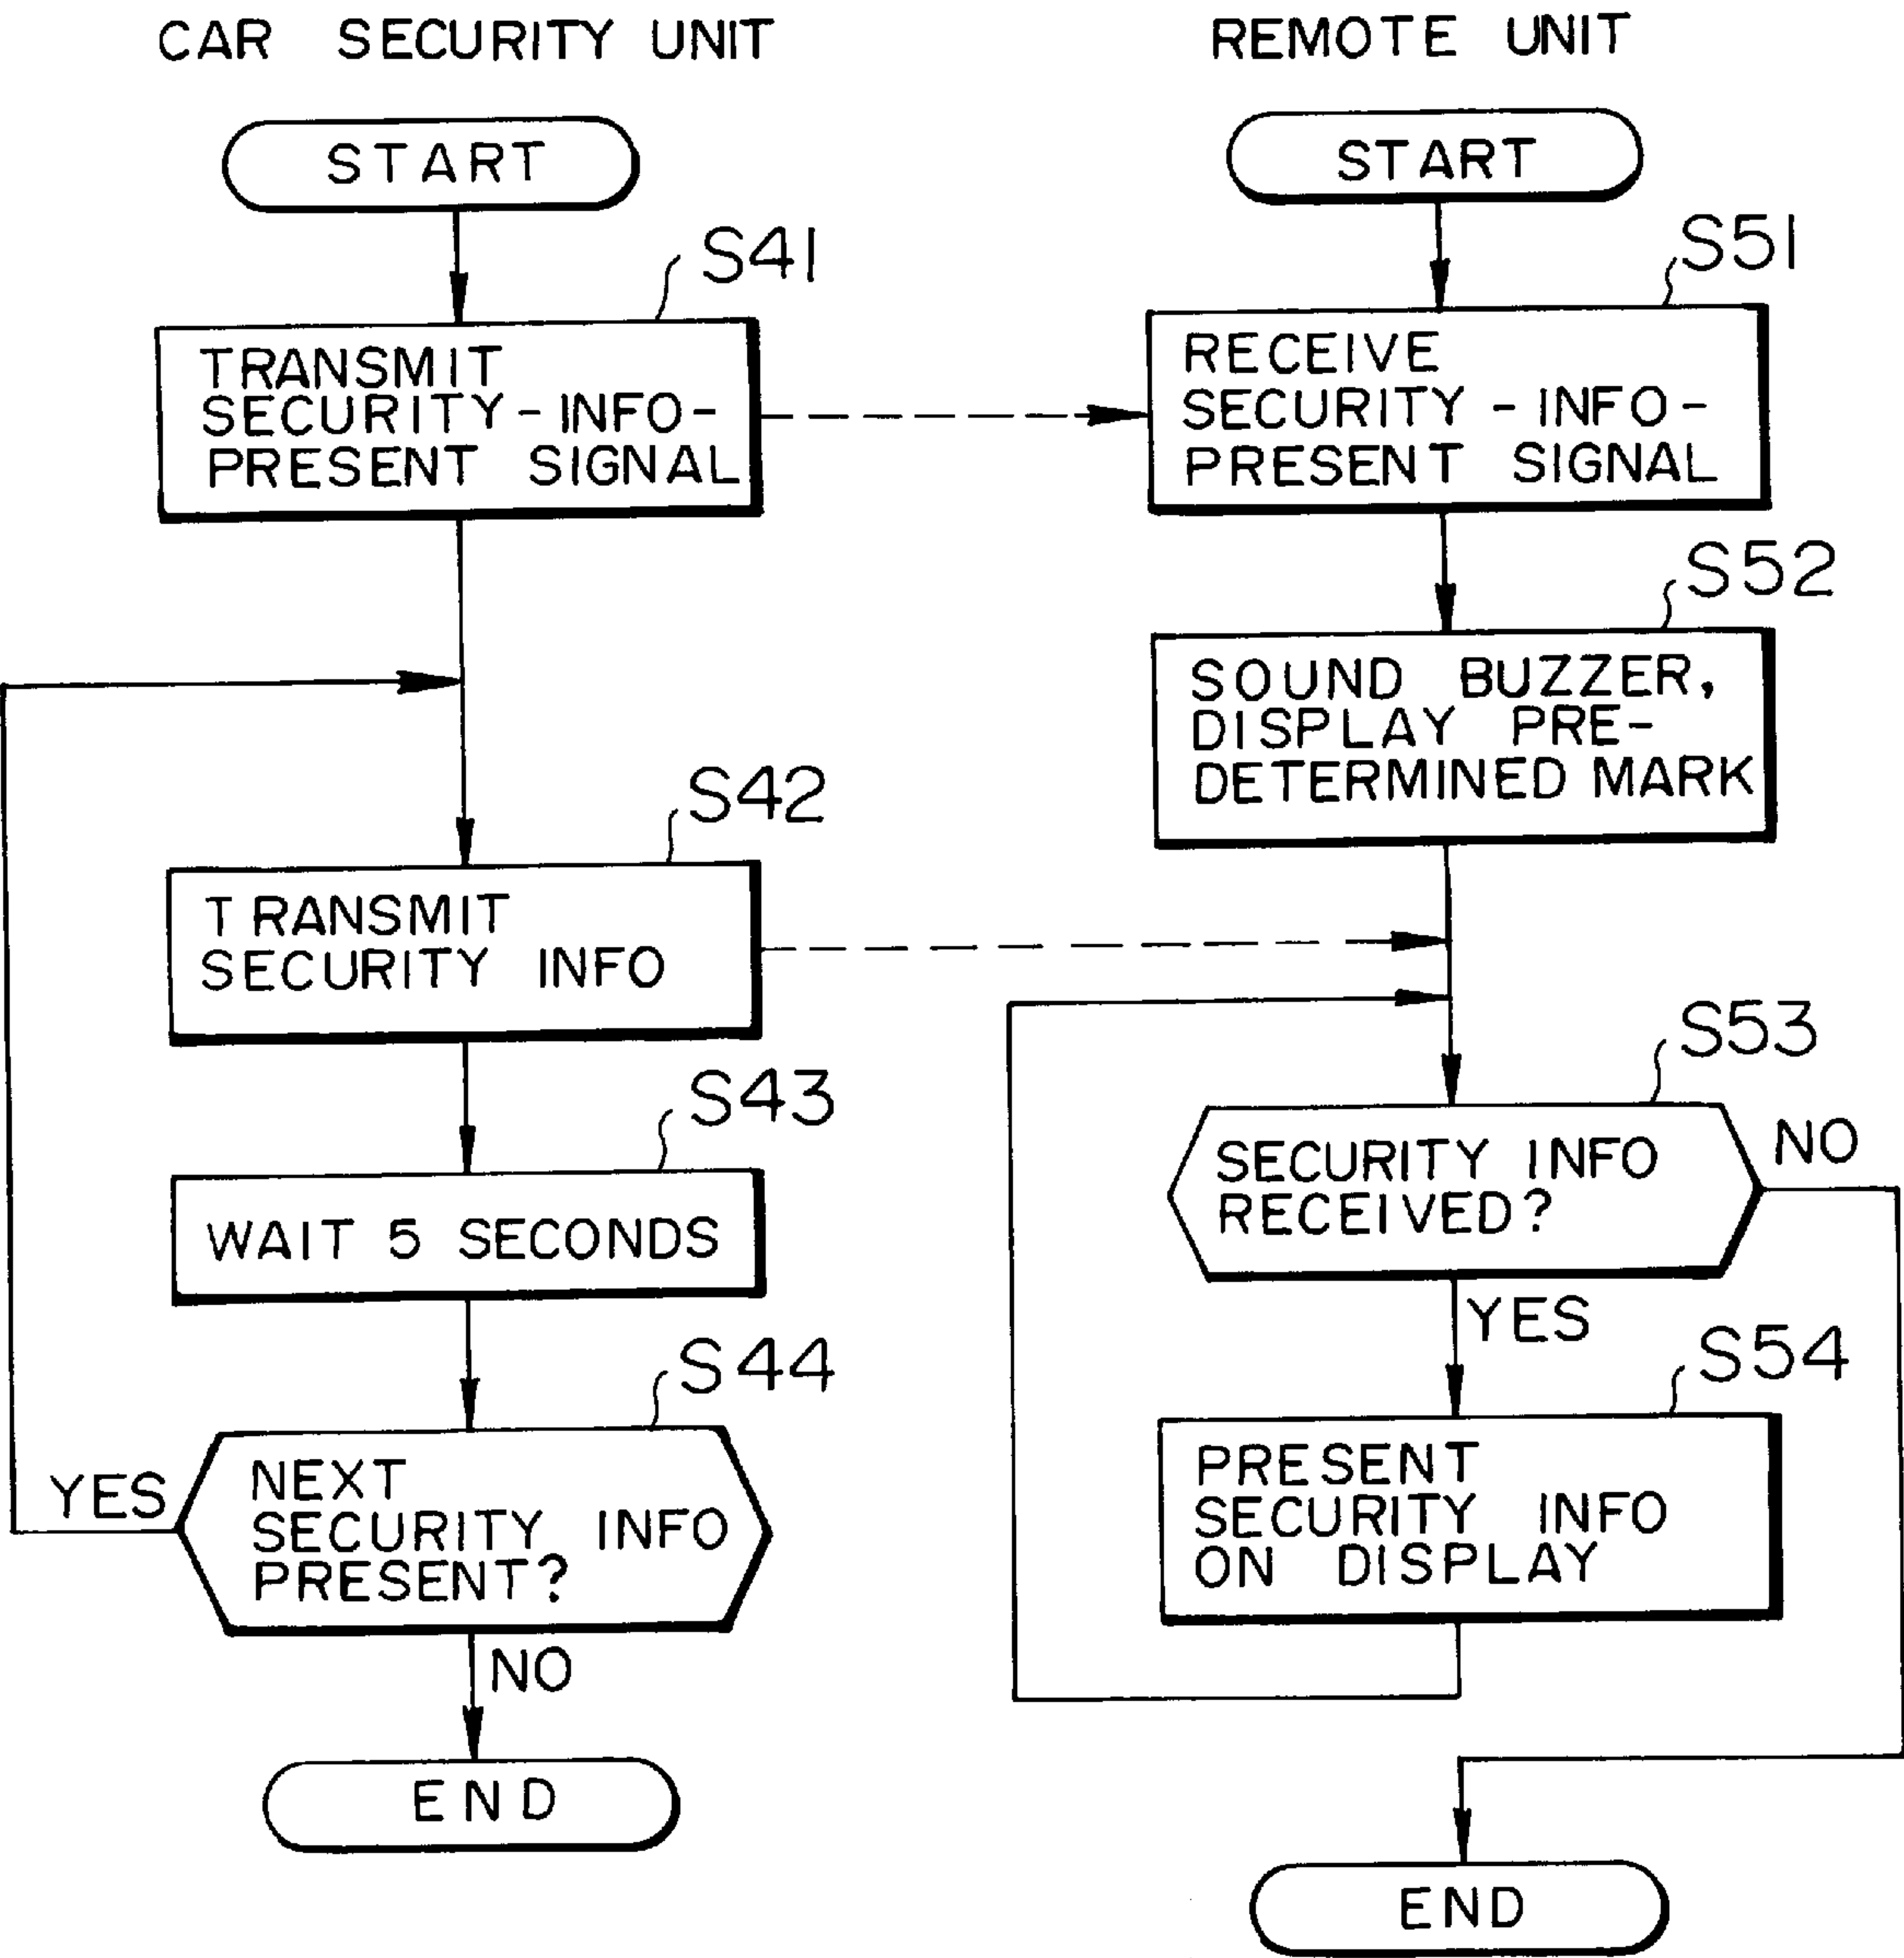 CAR SECURITY UNIT
START
S41
TRANSMIT
SECURITY-INFO-
PRESENT SIGNAL
S42
TRANSMIT
SECURITY INFO
S43
WAIT 5 SECONDS
S44
NEXT
SECURITY INFO
PRESENT?
YES
NO
END
REMOTE UNIT
START
S51
RECEIVE
SECURITY-INFO-
PRESENT SIGNAL
S52
SOUND BUZZER,
DISPLAY PRE-
DETERMINED MARK
S53
SECURITY INFO
RECEIVED?
NO
YES
S54
PRESENT
SECURITY INFO
ON DISPLAY
END